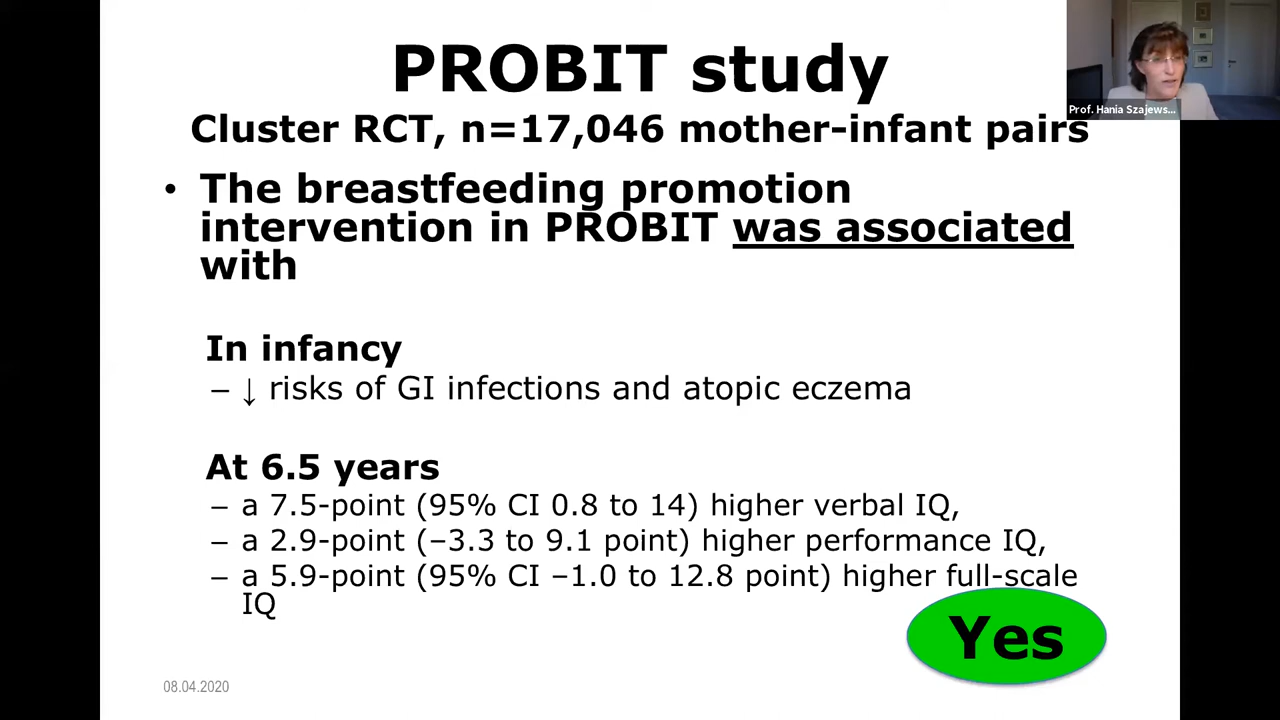 PROBIT study
Prof. Hania Szajews...
Cluster RCT, n=17,046 mother-infant pairs
• The breastfeeding promotion
intervention in PROBIT was associated
with
In infancy
– ↓ risks of GI infections and atopic eczema
At 6.5 years
– a 7.5-point (95% CI 0.8 to 14) higher verbal IQ,
– a 2.9-point (–3.3 to 9.1 point) higher performance IQ,
– a 5.9-point (95% CI –1.0 to 12.8 point) higher full-scale
IQ
Yes
08.04.2020